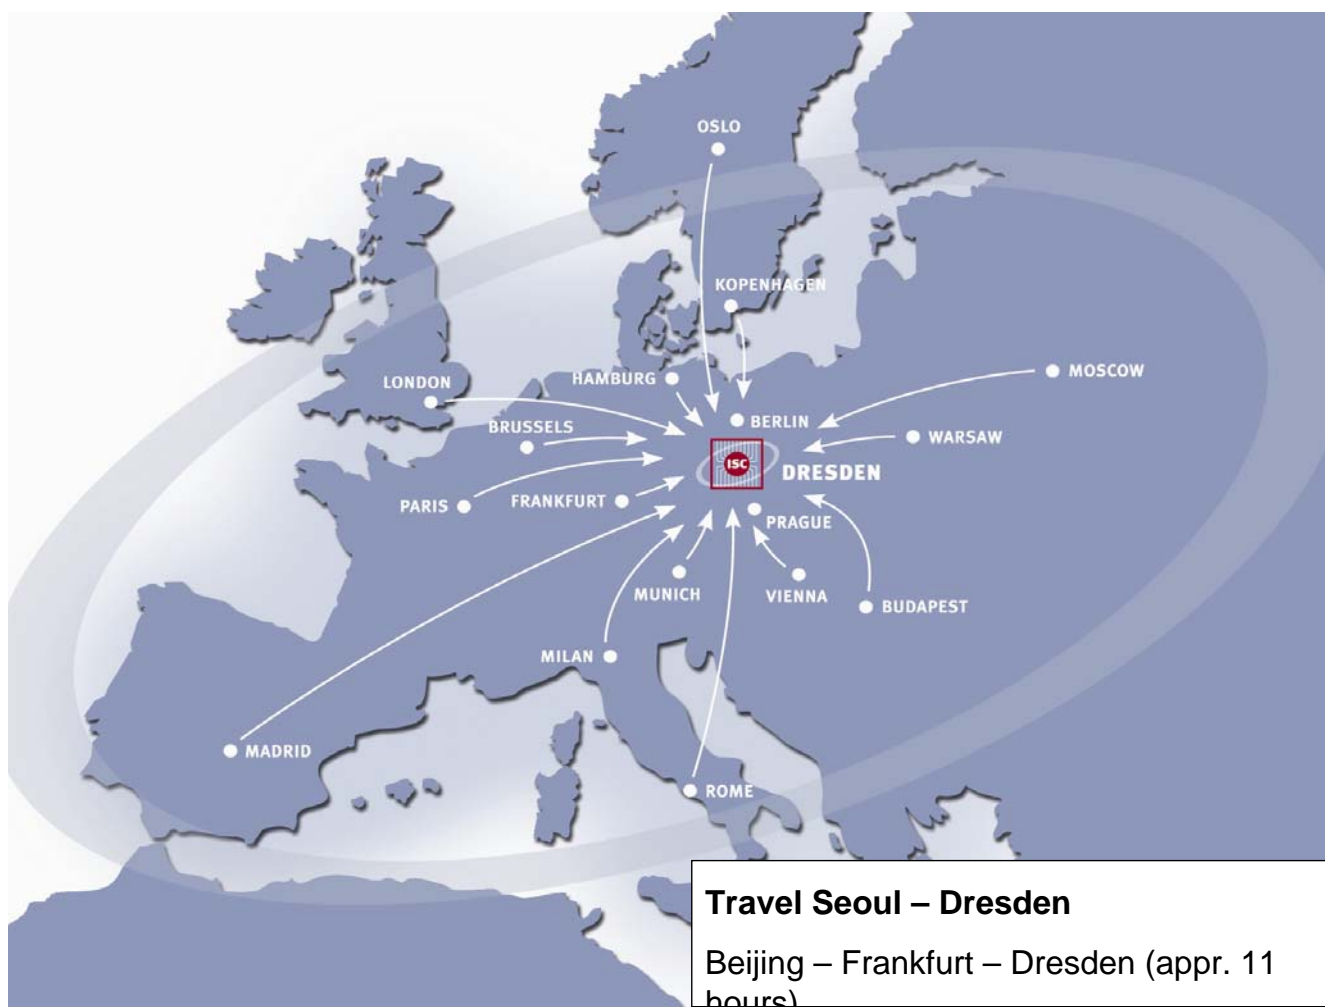 OSLO
KOPENHAGEN
HAMBURG
MOSCOW
LONDON
BERLIN
BRUSSELS
WARSAW
ISC
DRESDEN
PARIS
FRANKFURT
PRAGUE
MUNICH
VIENNA
BUDAPEST
MILAN
MADRID
ROME
Travel Seoul – Dresden
Beijing – Frankfurt – Dresden (appr. 11
hours)